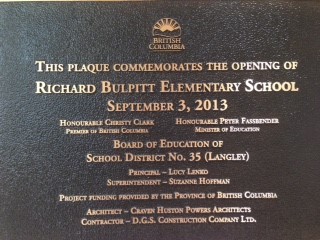 BRITISH
COLUMBIA
THIS PLAQUE COMMEMORATES THE OPENING OF
RICHARD BULPITT ELEMENTARY SCHOOL
SEPTEMBER 3, 2013
HONOURABLE CHRISTY CLARK HONOURABLE PETER FASSBENDER
PREMIER OF BRITISH COLUMBIA MINISTER OF EDUCATION
BOARD OF EDUCATION OF
SCHOOL DISTRICT NO. 35 (LANGLEY)
PRINCIPAL – LUCY LENKO
SUPERINTENDENT – SUZANNE HOFFMAN
PROJECT FUNDING PROVIDED BY THE PROVINCE OF BRITISH COLUMBIA
ARCHITECT – CRAVEN HUSTON POWERS ARCHITECTS
CONTRACTOR – D.G.S. CONSTRUCTION COMPANY LTD.